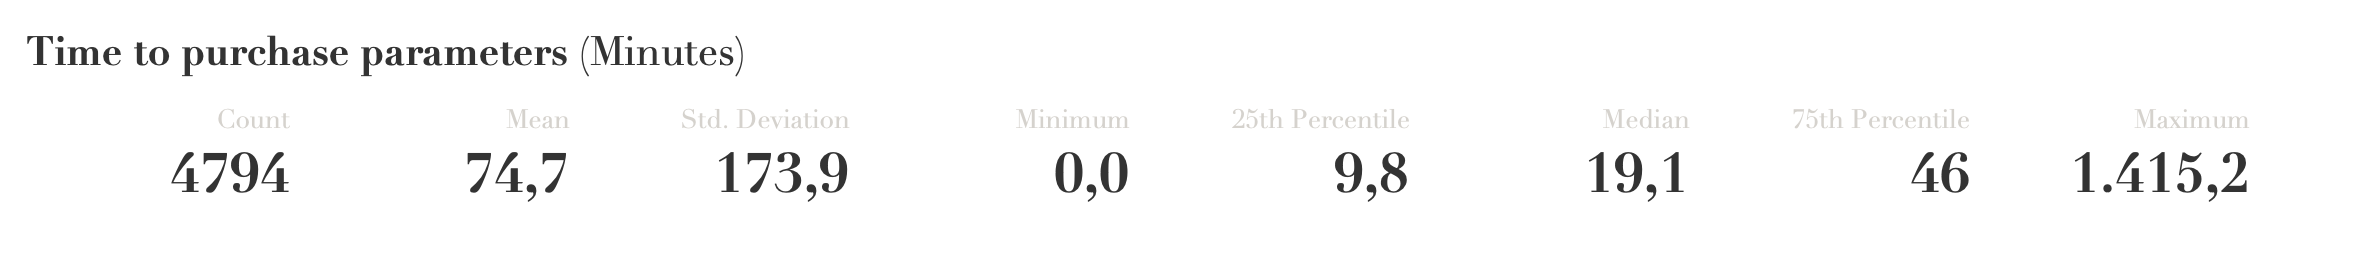 Time to purchase parameters (Minutes)
Count Mean Std. Deviation Minimum 25th Percentile Median 75th Percentile Maximum
4794 74,7 173,9 0,0 9,8 19,1 46 1.415,2